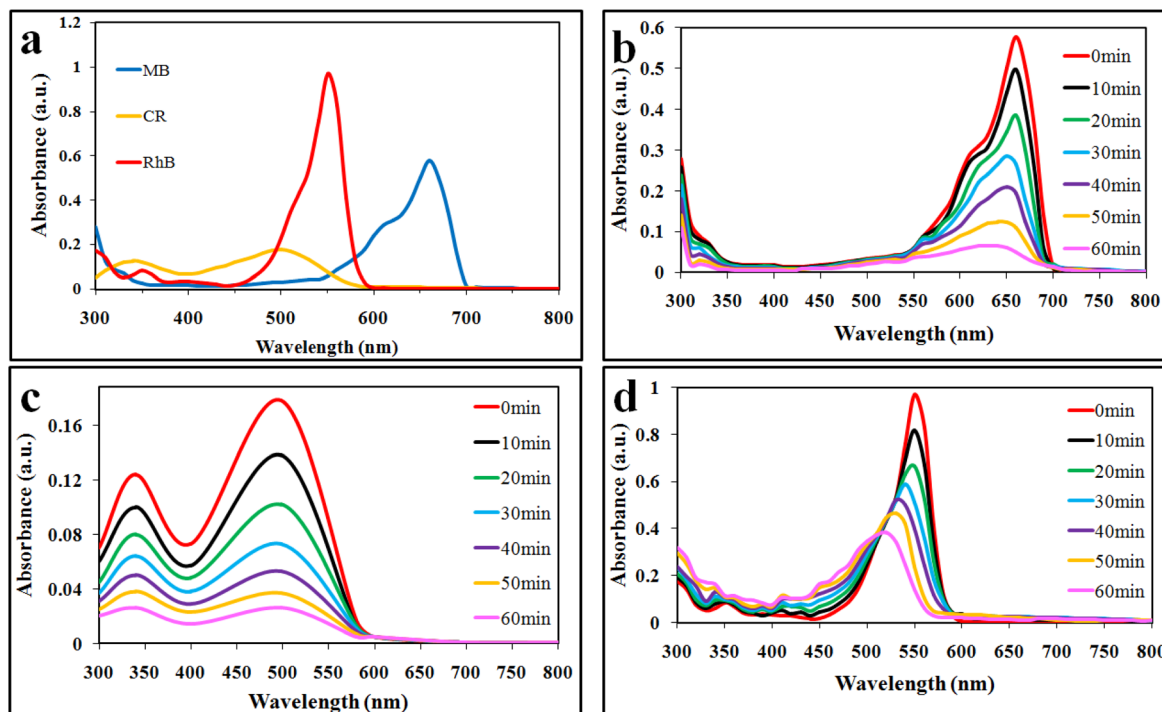 a
1.2
1
0.8
0.6
0.4
0.2
0
Absorbance (a.u.)
MB
CR
RhB
300 400 500 600 700 800
Wavelength (nm)
b
0.6
0.5
0.4
0.3
0.2
0.1
0
Absorbance (a.u.)
0min
10min
20min
30min
40min
50min
60min
300 350 400 450 500 550 600 650 700 750 800
Wavelength (nm)
c
0.16
0.12
0.08
0.04
0
Absorbance (a.u.)
0min
10min
20min
30min
40min
50min
60min
300 350 400 450 500 550 600 650 700 750 800
Wavelength (nm)
d
1
0.8
0.6
0.4
0.2
0
Absorbance (a.u.)
0min
10min
20min
30min
40min
50min
60min
300 350 400 450 500 550 600 650 700 750 800
Wavelength (nm)